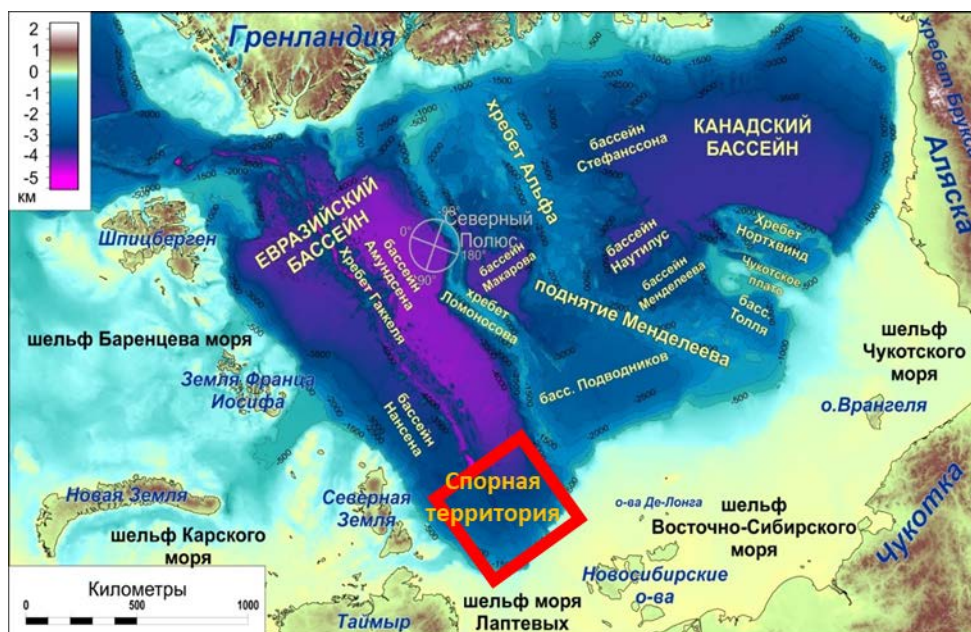 2
1
0
-1
-2
-3
-4
-5
км
Гренландия
хребет Брукса
Аляска
КАНАДСКИЙ
БАССЕЙН
бассейн
Стефанссона
хребет Альфа
Шпицберген
ЕВРАЗИЙСКИЙ
БАССЕЙН
Северный
Полюс
0°
180°
бассейн
Амундсена
Хребет Гаккеля
бассейн
Макарова
бассейн
Наутилус
бассейн
Менделеева
Хребет
Нортхвинд
Чукотское
плато
басс.
Толля
хребет
Ломоносова
поднятие Менделеева
басс. Подводников
шельф Баренцева моря
Земля Франца
Иосифа
бассейн
Нансена
шельф
Чукотского
моря
о.Врангеля
Новая Земля
Северная
Земля
Спорная
территория
о-ва Де-Лонга
шельф
Восточно-Сибирского
моря
Чукотка
шельф Карского
моря
Новосибирские
о-ва
Километры
0
500
1000
Таймыр
шельф моря
Лаптевых